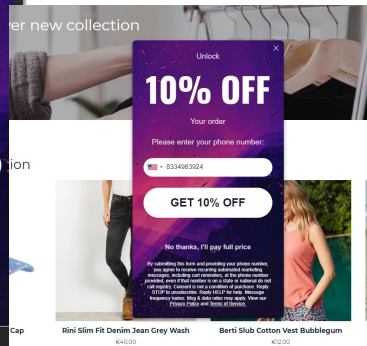 er new collection
Unlock
10% OFF
Your order
Please enter your phone number:
8334983924
GET 10% OFF
No thanks, I'll pay full price
By submitting this form and providing your phone number,
you agree to receive recurring automated marketing
messages, including cart reminders, at the phone number
provided, even if that number is on a state or national do not
call registry. Consent is not a condition of purchase. Reply
STOP to unsubscribe. Reply HELP for help. Message
frequency varies. Msg & data rates may apply. View our
Privacy Policy and Terms of Service.
tion
Cap
Rini Slim Fit Denim Jean Grey Wash
€40.00
Berti Slub Cotton Vest Bubblegum
€12.00